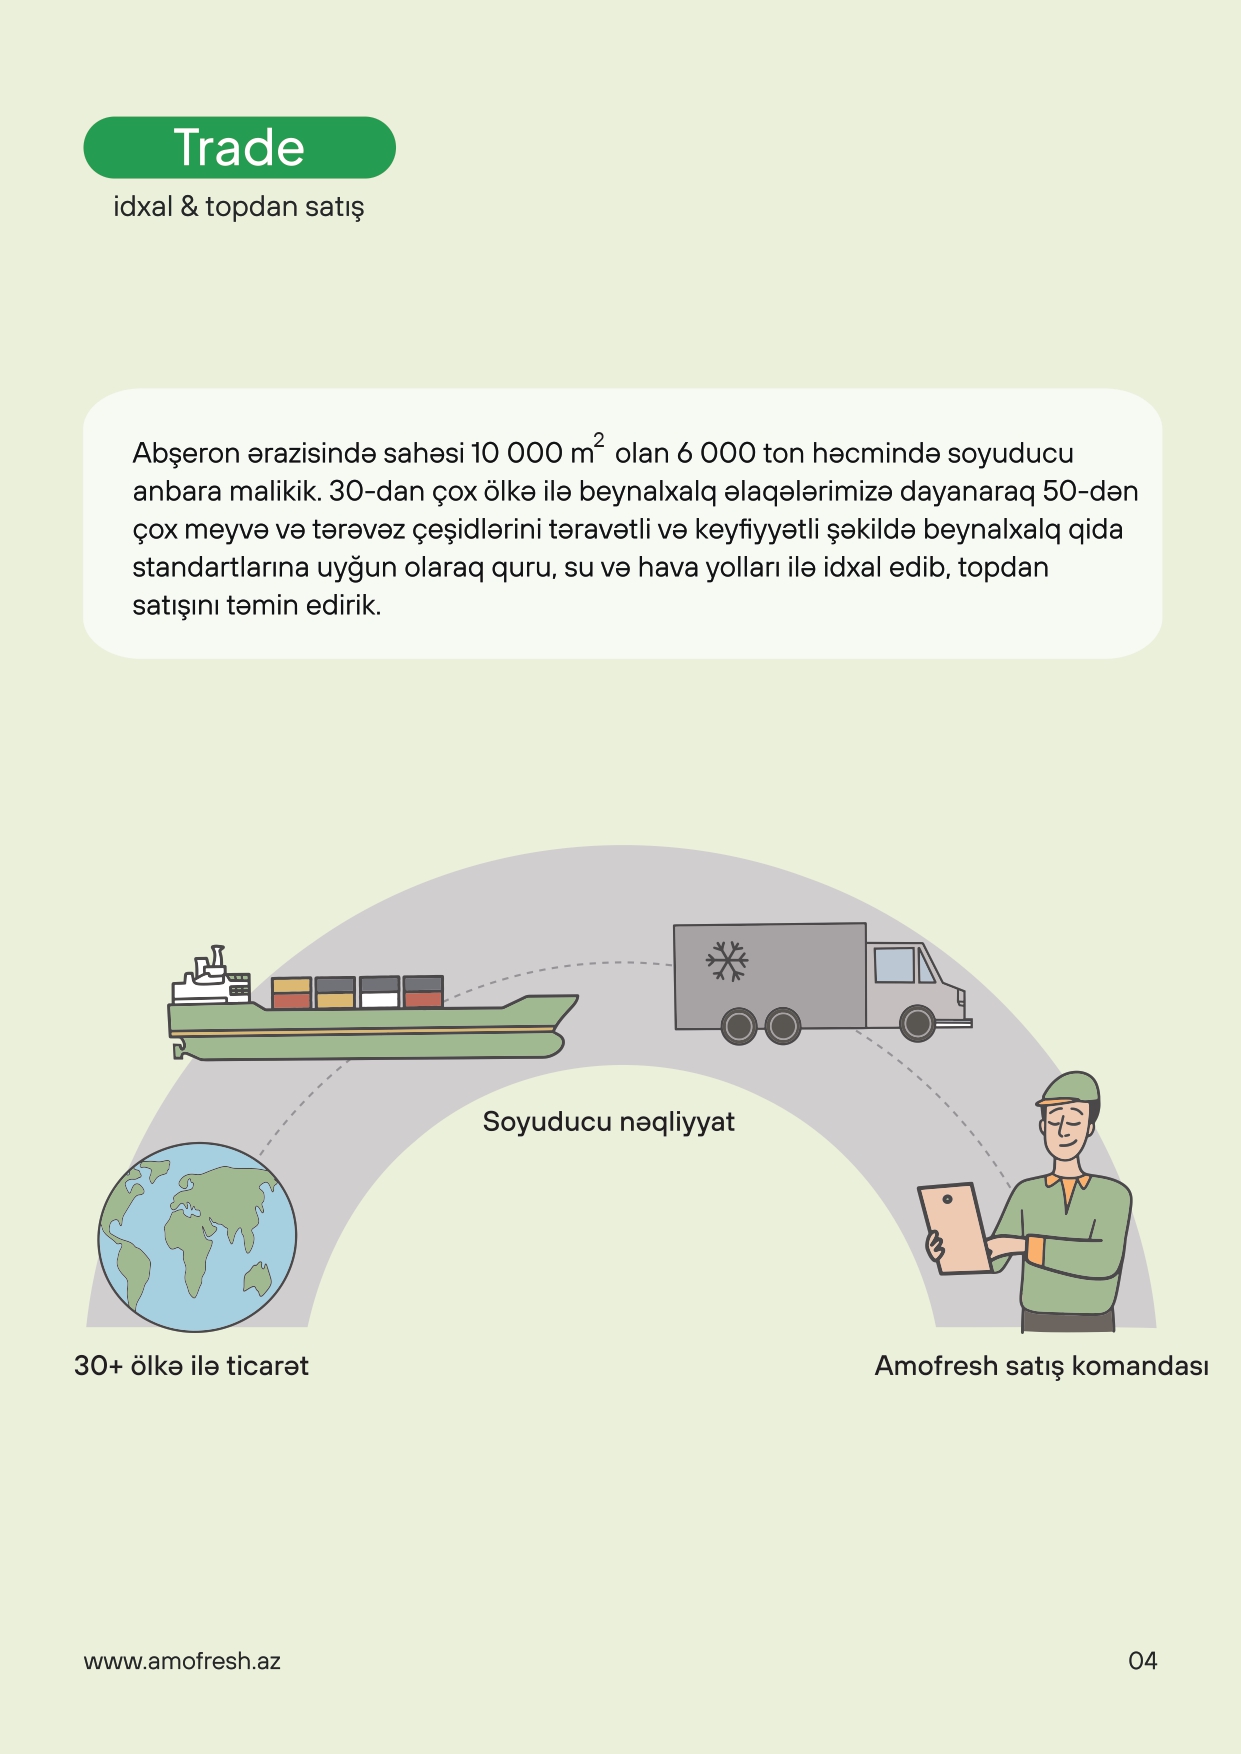 Trade
idxal & topdan satış
Abşeron ərazisində sahəsi 10 000 m² olan 6 000 ton həcmində soyuducu
anbara malikik. 30-dan çox ölkə ilə beynalxalq əlaqələrimizə dayanaraq 50-dən
çox meyvə və tərəvəz çeşidlərini təravətli və keyfiyyətli şəkildə beynalxalq qida
standartlarına uyğun olaraq quru, su və hava yolları ilə idxal edib, topdan
satışını təmin edirik.
Soyuducu nəqliyyat
30+ ölkə ilə ticarət
Amofresh satış komandası
www.amofresh.az
04